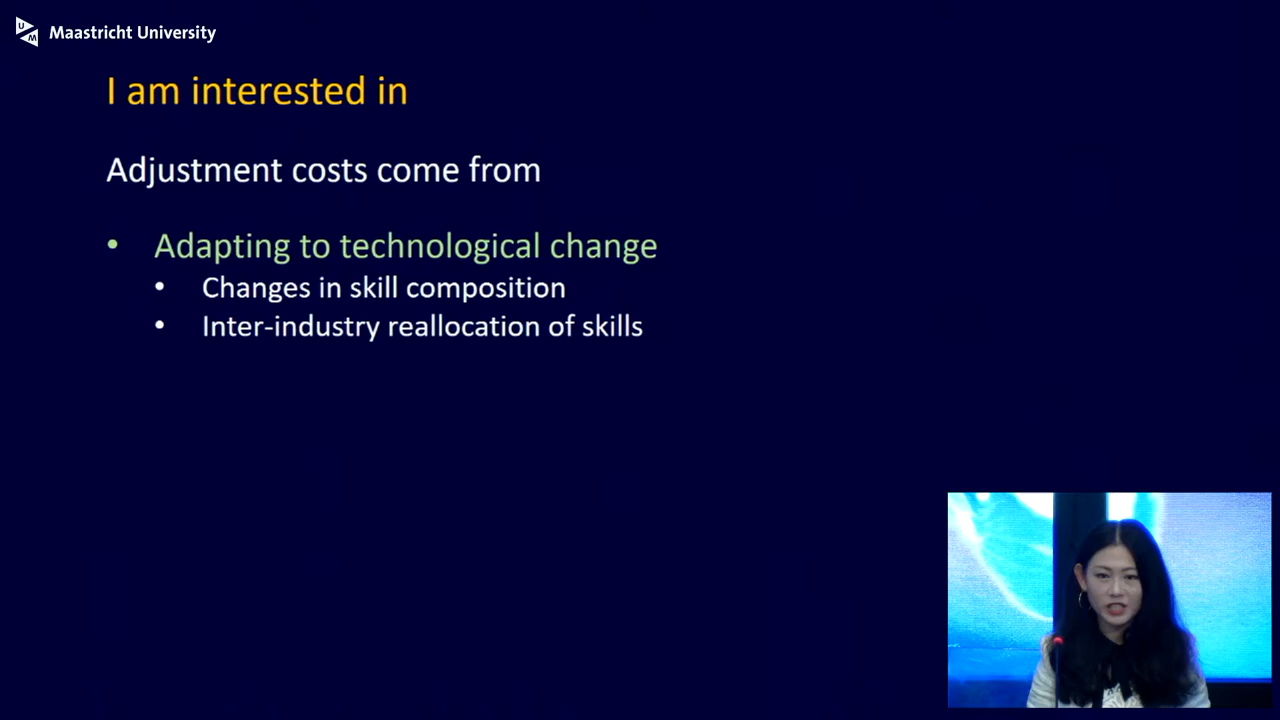 UM
Maastricht University
I am interested in
Adjustment costs come from
• Adapting to technological change
• Changes in skill composition
• Inter-industry reallocation of skills